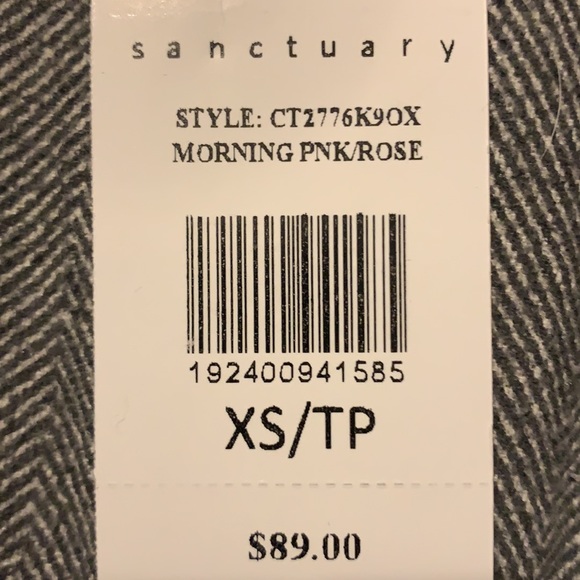 sanctuary
STYLE: CT2776K9OX
MORNING PNK/ROSE
192400941585
XS/TP
$89.00